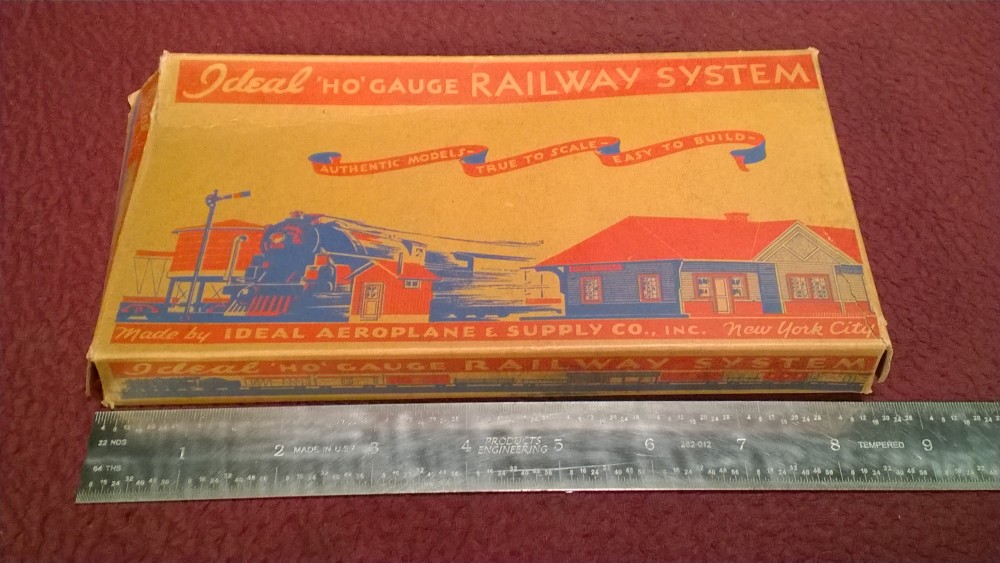 Ideal 'HO' GAUGE RAILWAY SYSTEM
AUTHENTIC MODELS-
TRUE TO SCALE-
EASY TO BUILD-
Made by IDEAL AEROPLANE & SUPPLY CO., INC. New York City
Ideal 'HO' GAUGE RAILWAY SYSTEM
22 NDS
1 2 MADE IN U.S.A 3 4 PRODUCTS ENGINEERING 5 6 262-012 7 8 TEMPERED 9
64 THS